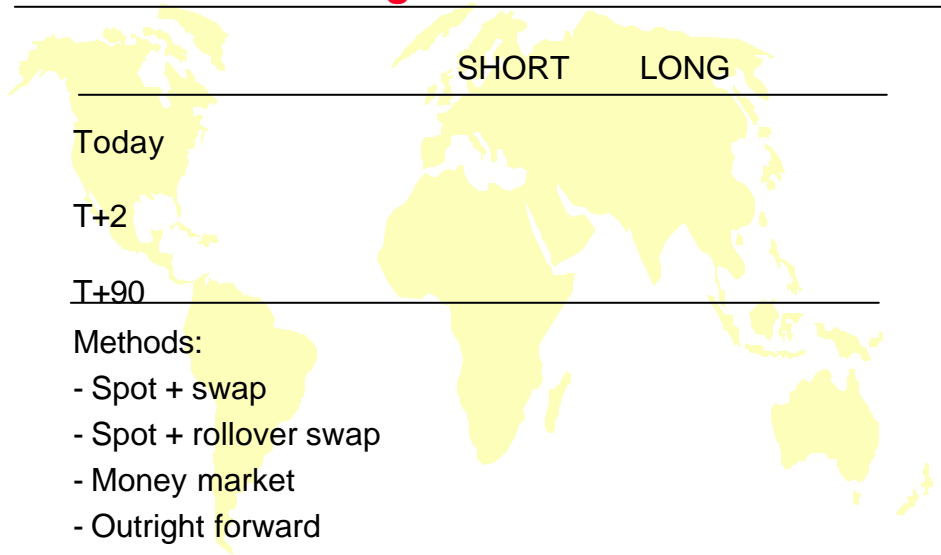 SHORT LONG
Today
T+2
T+90
Methods:
- Spot + swap
- Spot + rollover swap
- Money market
- Outright forward